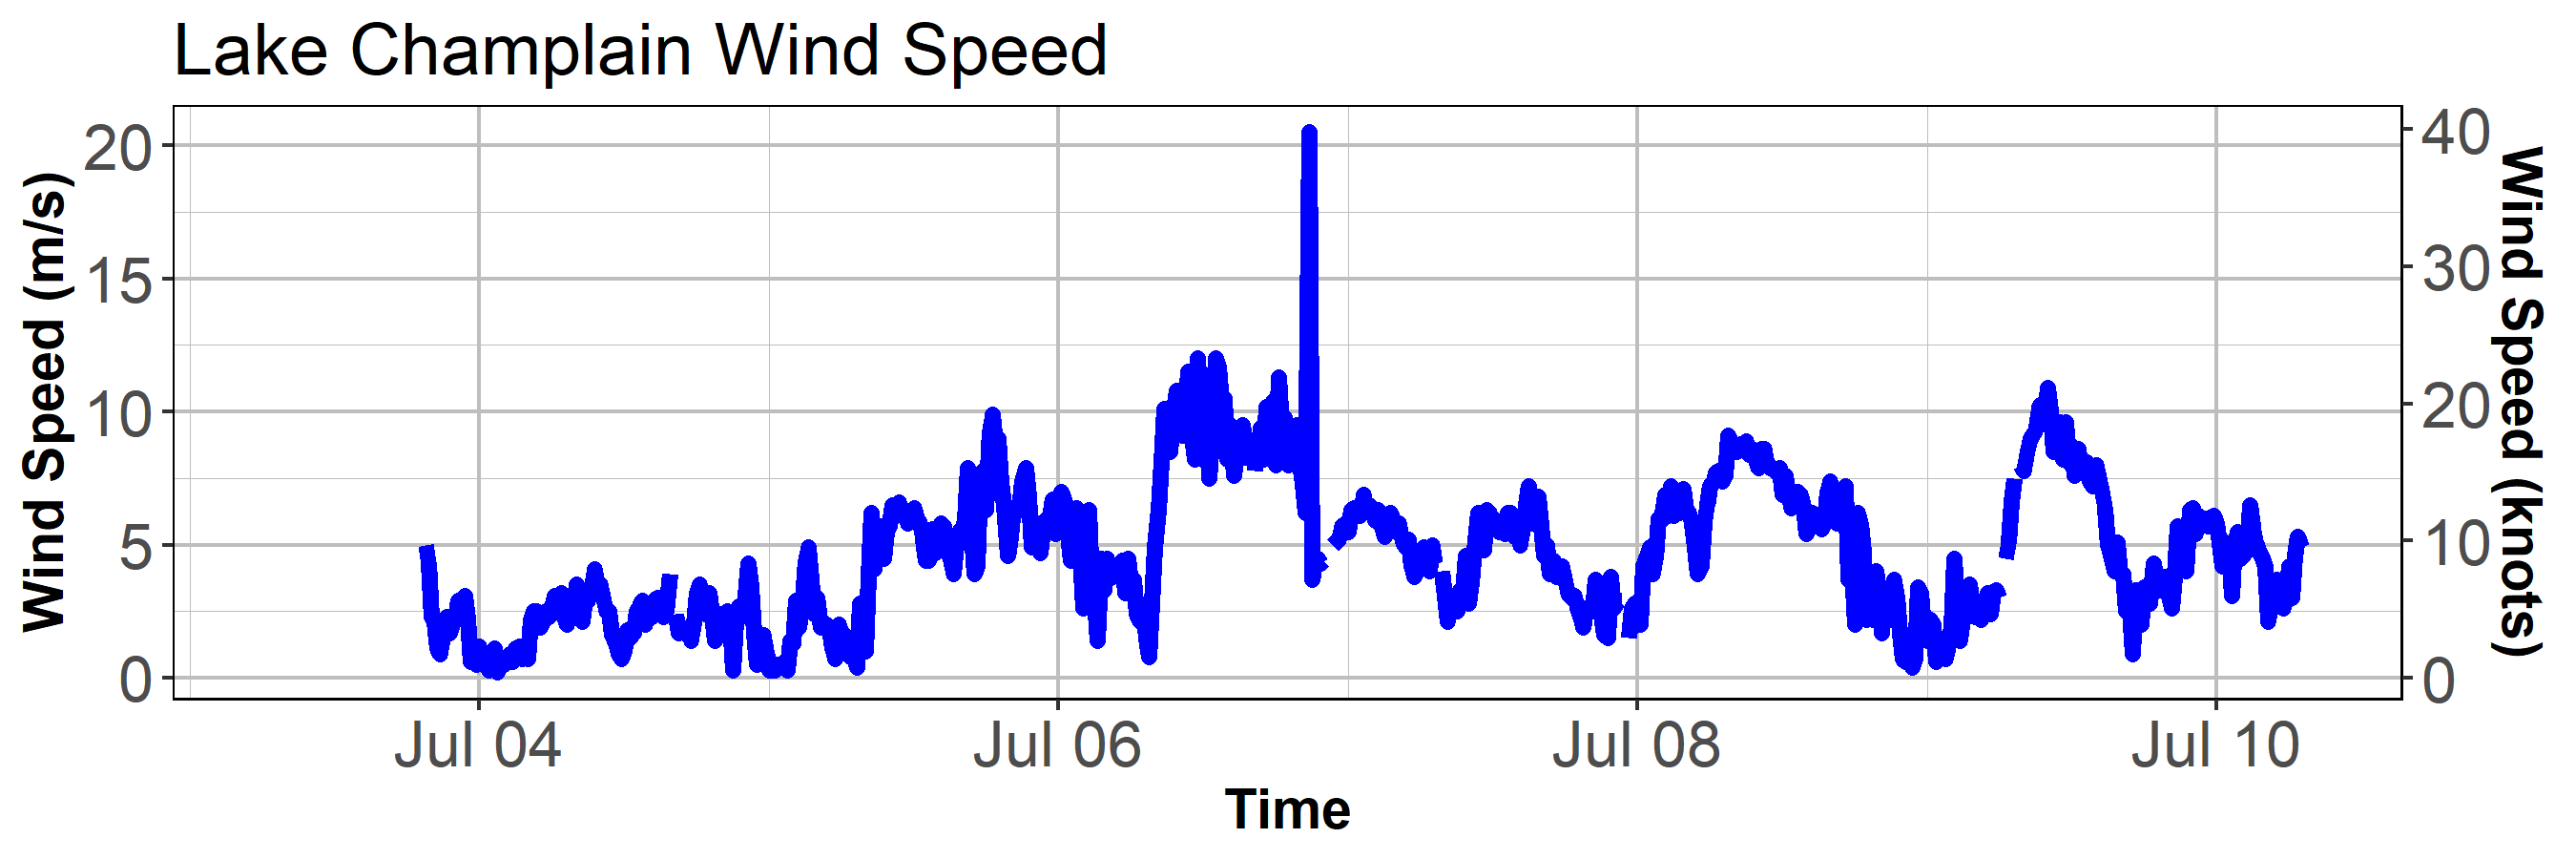 Lake Champlain Wind Speed
Wind Speed (m/s)
20
15
10
5
0
40
30
20
10
0
Wind Speed (knots)
Jul 04
Jul 06
Jul 08
Jul 10
Time